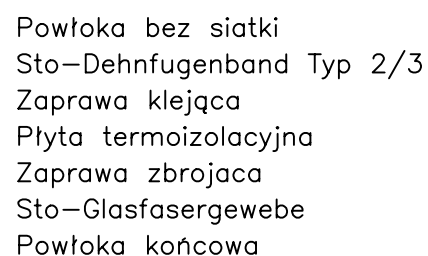 Powłoka bez siatki
Sto-Dehnfugenband Typ 2/3
Zaprawa klejąca
Płyta termoizolacyjna
Zaprawa zbrojaca
Sto-Glasfasergewebe
Powłoka końcowa